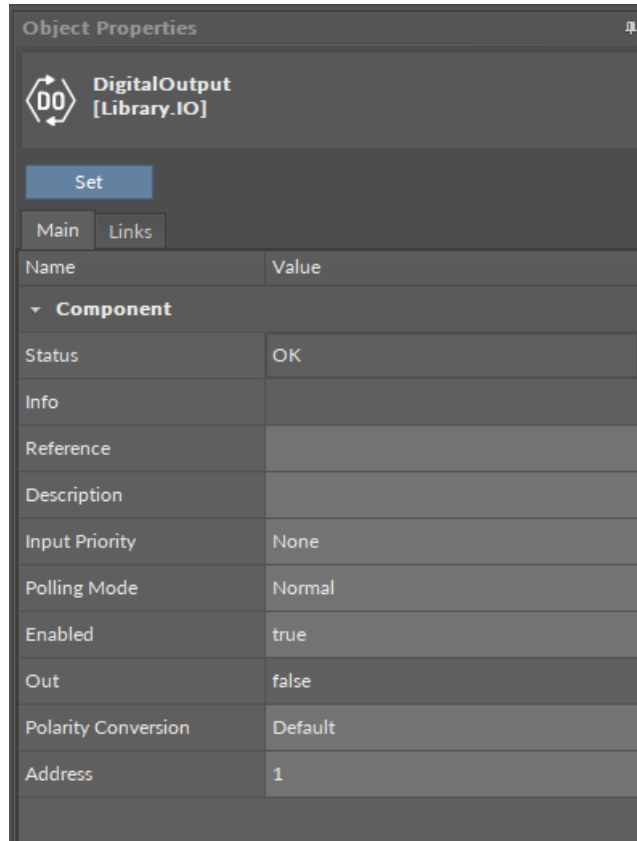 Object Properties
DO
DigitalOutput
[Library.IO]
Set
Main Links
Name Value
Component
Status OK
Info
Reference
Description
Input Priority None
Polling Mode Normal
Enabled true
Out false
Polarity Conversion Default
Address 1